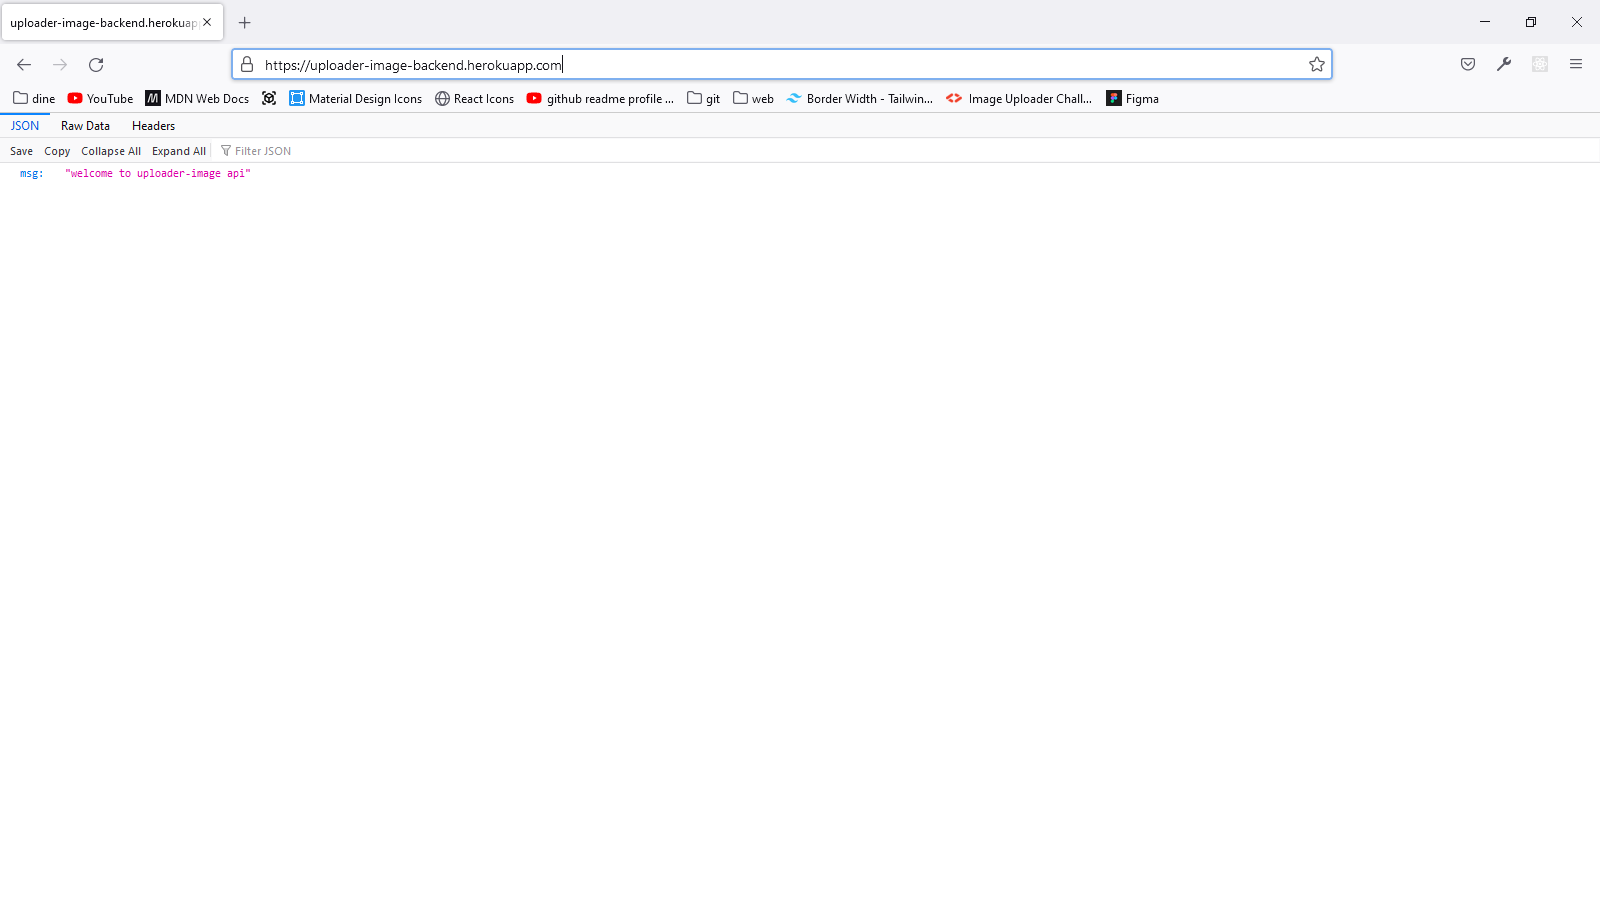 uploader-image-backend.herokuap
https://uploader-image-backend.herokuapp.com
dine YouTube MDN Web Docs Material Design Icons React Icons github readme profile ... git web Border Width - Tailwin... Image Uploader Chall... Figma
JSON Raw Data Headers
Save Copy Collapse All Expand All Filter JSON
msg: "welcome to uploader-image api"